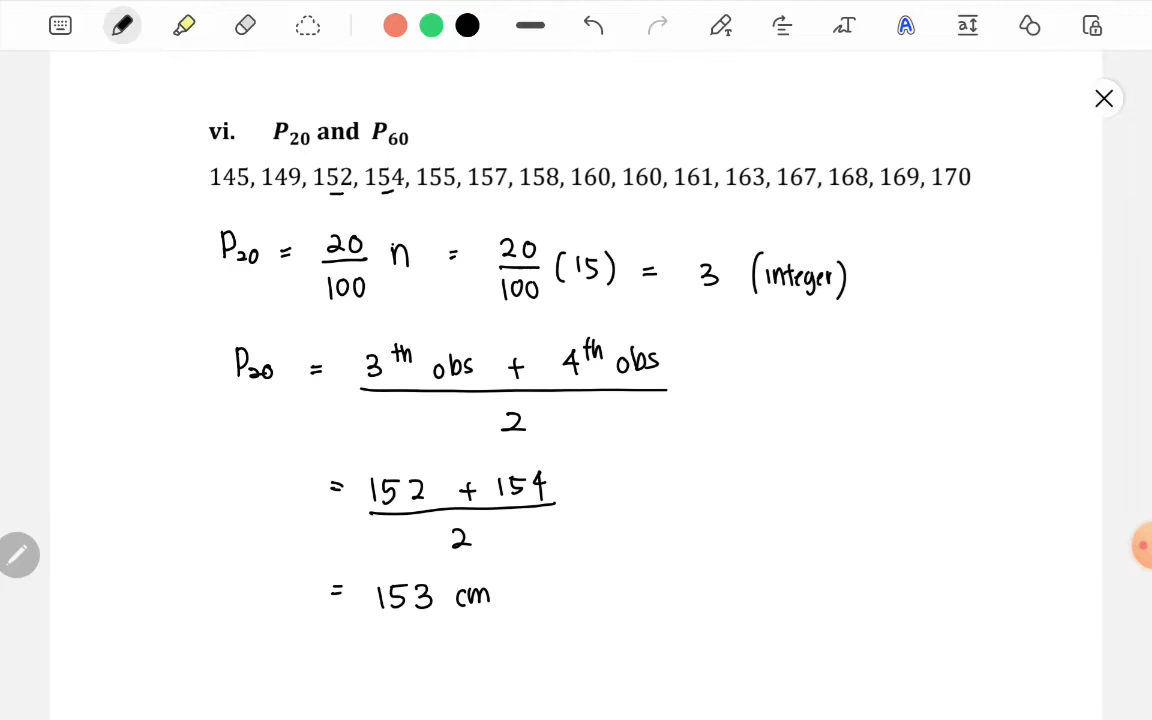 vi. P20 and P60
145, 149, 152, 154, 155, 157, 158, 160, 160, 161, 163, 167, 168, 169, 170
P20 = 20/100 n = 20/100 (15) = 3 (integer)
P20 = 3th obs + 4th obs
2
= 152 + 154
2
= 153 cm